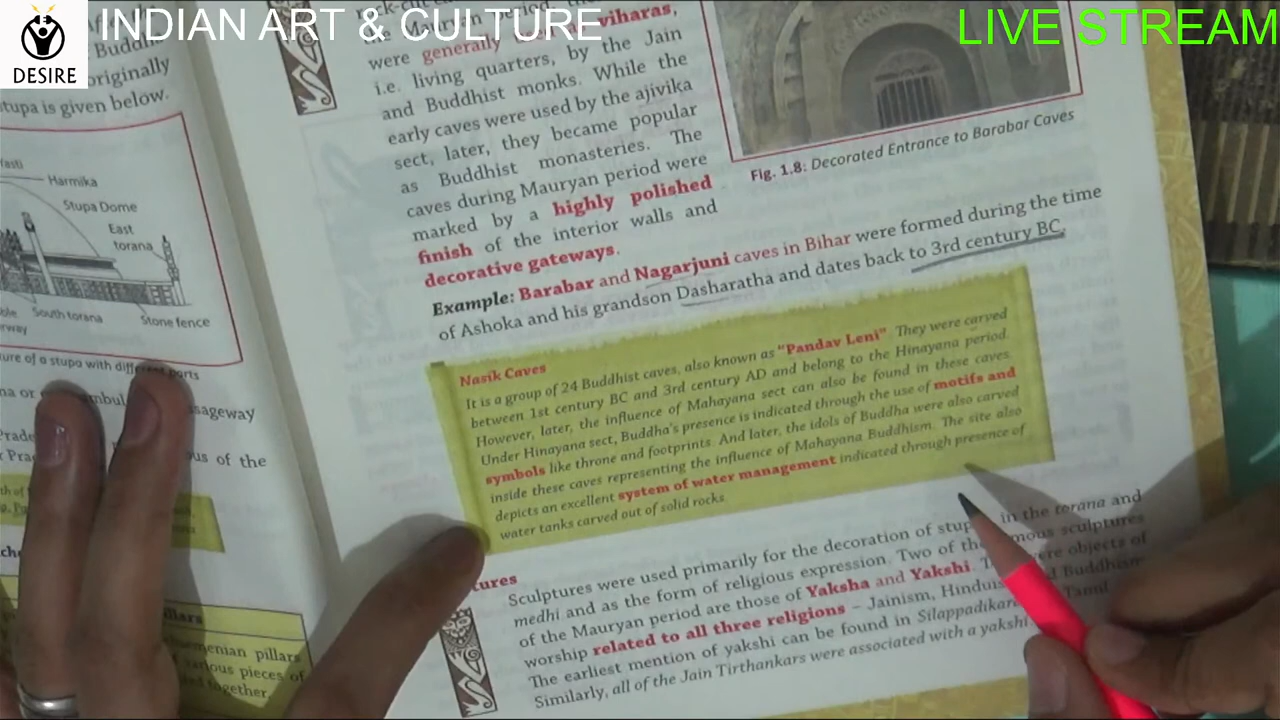 INDIAN ART & CULTURE
LIVE STREAM
DESIRE
Buddha
originally
stupa is given below.
Harmika
Stupa Dome
East
torana
South torana
Stone fence
ure of a stupa with different parts
ssageway
us of the
viharas,
were generally
i.e. living quarters, by the Jain
and Buddhist monks. While the
early caves were used by the ajivika
sect, later, they became popular
as Buddhist monasteries. The
caves during Mauryan period were
marked by a highly polished
finish of the interior walls and
decorative gateways.
Fig. 1.8: Decorated Entrance to Barabar Caves
Example: Barabar and Nagarjuni caves in Bihar were formed during the time
of Ashoka and his grandson Dasharatha and dates back to 3rd century BC.
Nasik Caves
It is a group of 24 Buddhist caves, also known as "Pandav Leni" They were carved
between 1st century BC and 3rd century AD and belong to the Hinayana period.
However, later, the influence of Mahayana sect can also be found in these caves.
Under Hinayana sect, Buddha's presence is indicated through the use of motifs and
symbols like throne and footprints. And later, the idols of Buddha were also carved
inside these caves representing the influence of Mahayana Buddhism. The site also
depicts an excellent system of water management indicated through presence of
water tanks carved out of solid rocks.
tures
Sculptures were used primarily for the decoration of in the torana and
medhi and as the form of religious expression. Two of sculptures
of the Mauryan period are those of Yaksha and Yakshi. objects of
worship related to all three religions – Jainism, Buddhism.
The earliest mention of yakshi can be found in Tamil
Similarly, all of the Jain Tirthankars were associated with a yakshi
llars
emenian pillars
various pieces of
together,